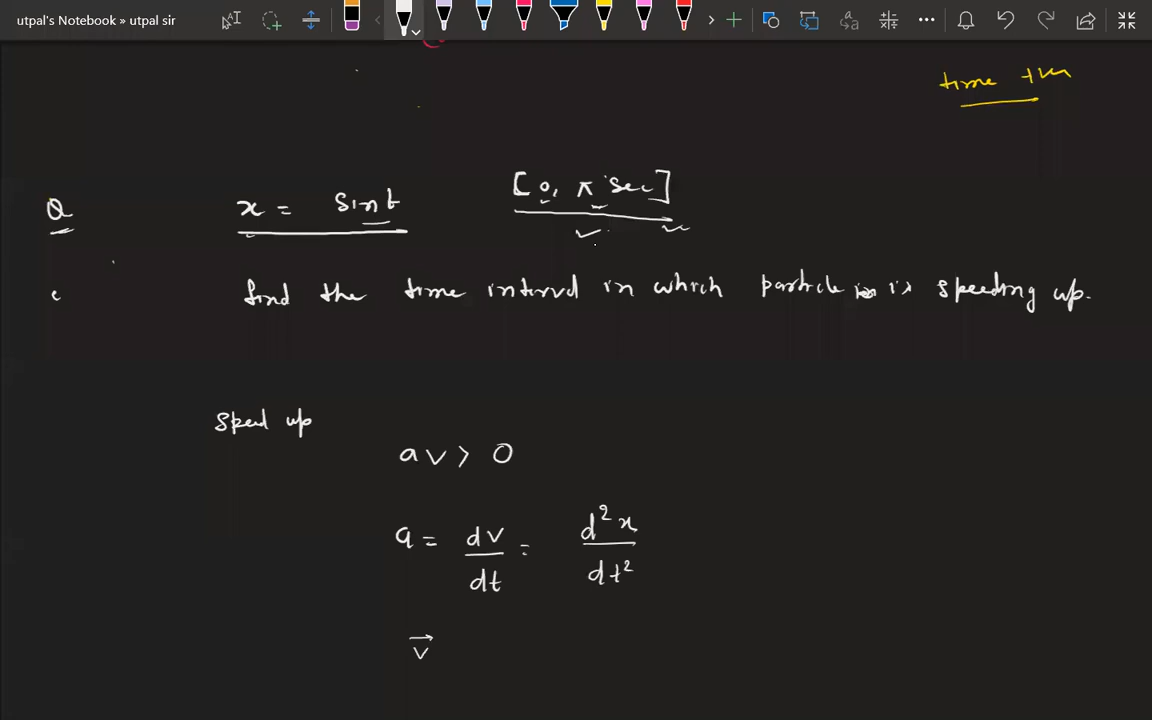 utpal's Notebook » utpal sir
time +ve
Q x = sint [0, π sec]
find the time interval in which particle is speeding up.
speed up
av > 0
a = dv/dt = d²x/dt²
v⃗